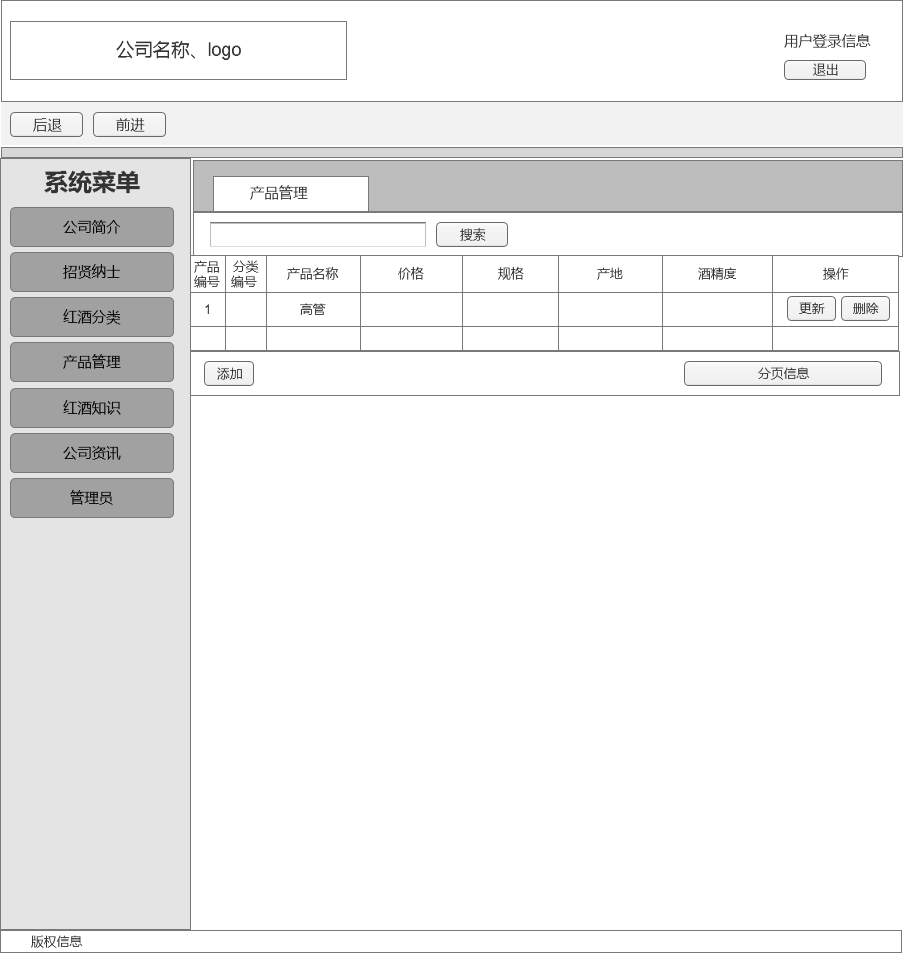 公司名称、logo
用户登录信息
退出
后退
前进
系统菜单
公司简介
招贤纳士
红酒分类
产品管理
红酒知识
公司资讯
管理员
产品管理
搜索
产品
编号
分类
编号
产品名称
价格
规格
产地
酒精度
操作
1
高管
更新
删除
添加
分页信息
版权信息